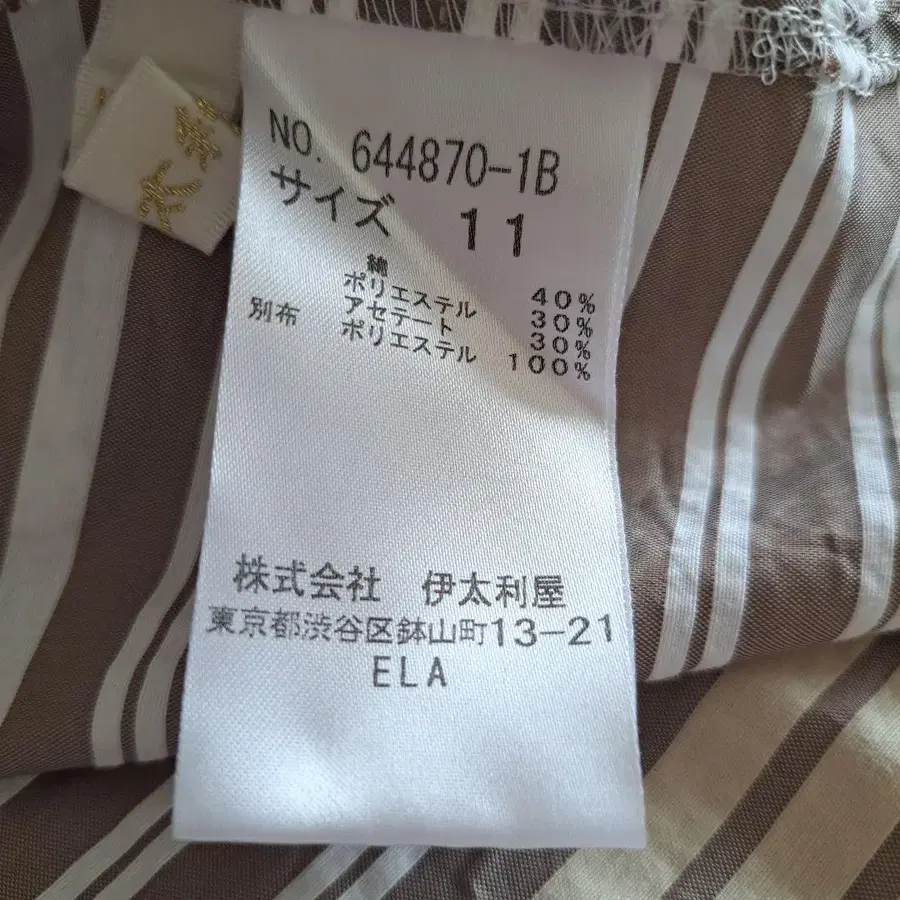 NO. 644870-1B
サイズ 11
綿 40%
ポリエステル 30%
アセテート 30%
別布 ポリエステル 100%
株式会社 伊太利屋
東京都渋谷区鉢山町13-21
ELA